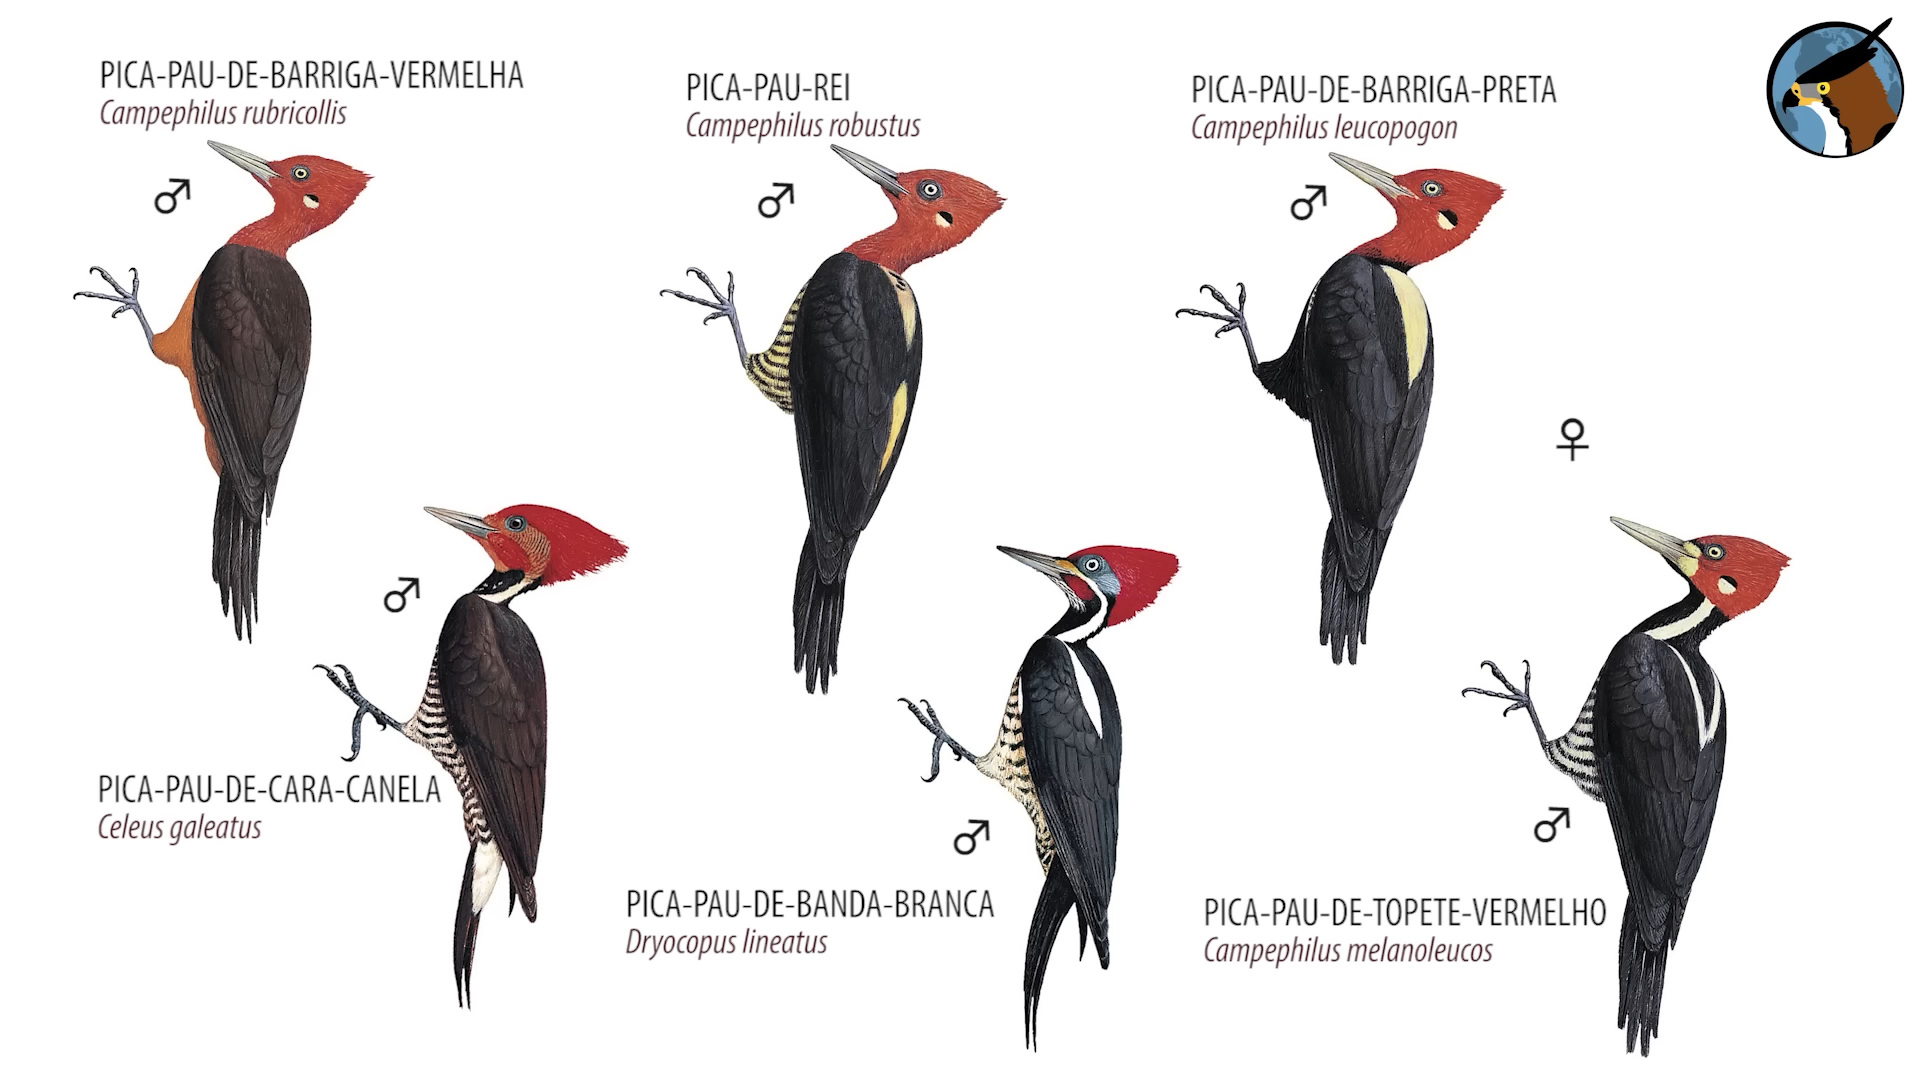 PICA-PAU-DE-BARRIGA-VERMELHA
Campephilus rubricollis
PICA-PAU-REI
Campephilus robustus
PICA-PAU-DE-BARRIGA-PRETA
Campephilus leucopogon
♂
♂
♂
♀
♂
PICA-PAU-DE-CARA-CANELA
Celeus galeatus
♂
PICA-PAU-DE-BANDA-BRANCA
Dryocopus lineatus
♂
PICA-PAU-DE-TOPETE-VERMELHO
Campephilus melanoleucos